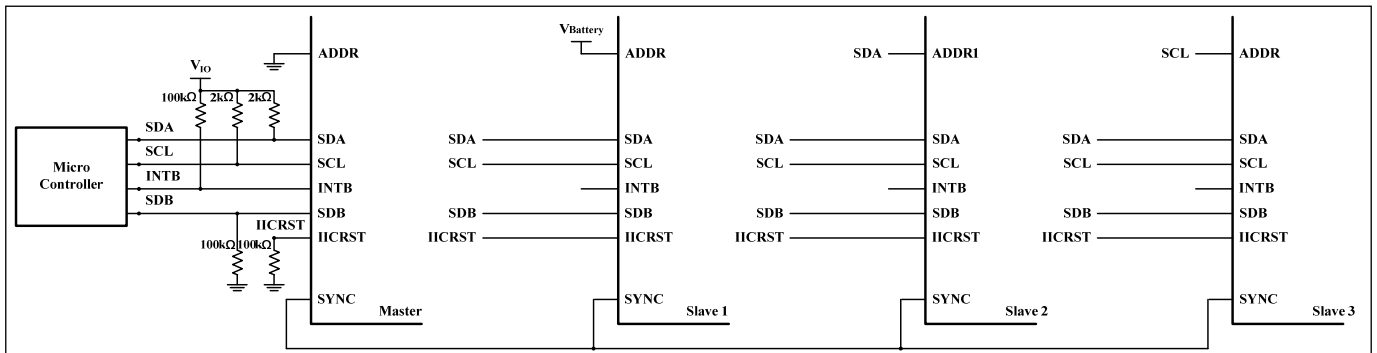 VBattery
ADDR ADDR SDA ADDR1 SCL ADDR
VIO
100kΩ 2kΩ 2kΩ
SDA SDA SDA SDA SDA SDA SDA SDA
SCL SCL SCL SCL SCL SCL SCL SCL
Micro
Controller
INTB INTB INTB INTB INTB
SDB SDB SDB SDB SDB SDB SDB SDB
IICRST IICRST IICRST IICRST IICRST IICRST IICRST IICRST
100kΩ 100kΩ
SYNC SYNC SYNC SYNC
Master Slave 1 Slave 2 Slave 3